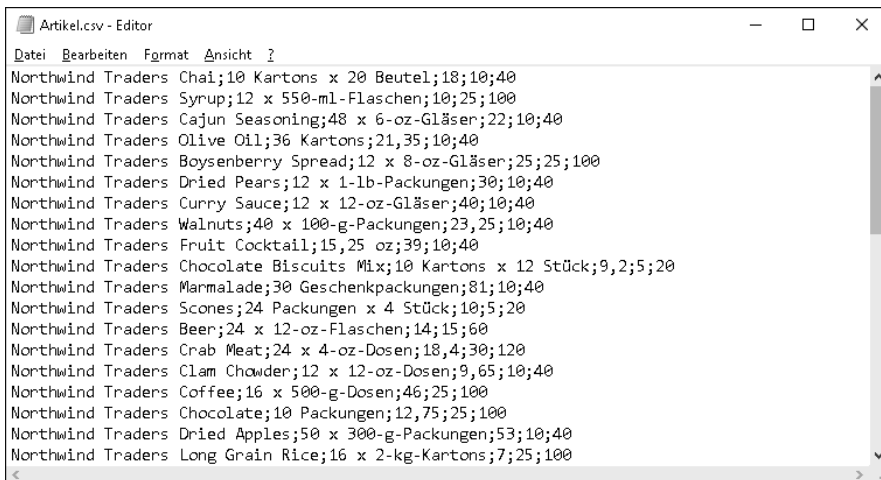 Artikel.csv - Editor
Datei Bearbeiten Format Ansicht ?
Northwind Traders Chai;10 Kartons x 20 Beutel;18;10;40
Northwind Traders Syrup;12 x 550-ml-Flaschen;10;25;100
Northwind Traders Cajun Seasoning;48 x 6-oz-Gläser;22;10;40
Northwind Traders Olive Oil;36 Kartons;21,35;10;40
Northwind Traders Boysenberry Spread;12 x 8-oz-Gläser;25;25;100
Northwind Traders Dried Pears;12 x 1-lb-Packungen;30;10;40
Northwind Traders Curry Sauce;12 x 12-oz-Gläser;40;10;40
Northwind Traders Walnuts;40 x 100-g-Packungen;23,25;10;40
Northwind Traders Fruit Cocktail;15,25 oz;39;10;40
Northwind Traders Chocolate Biscuits Mix;10 Kartons x 12 Stück;9,2;5;20
Northwind Traders Marmalade;30 Geschenkpackungen;81;10;40
Northwind Traders Scones;24 Packungen x 4 Stück;10;5;20
Northwind Traders Beer;24 x 12-oz-Flaschen;14;15;60
Northwind Traders Crab Meat;24 x 4-oz-Dosen;18,4;30;120
Northwind Traders Clam Chowder;12 x 12-oz-Dosen;9,65;10;40
Northwind Traders Coffee;16 x 500-g-Dosen;46;25;100
Northwind Traders Chocolate;10 Packungen;12,75;25;100
Northwind Traders Dried Apples;50 x 300-g-Packungen;53;10;40
Northwind Traders Long Grain Rice;16 x 2-kg-Kartons;7;25;100